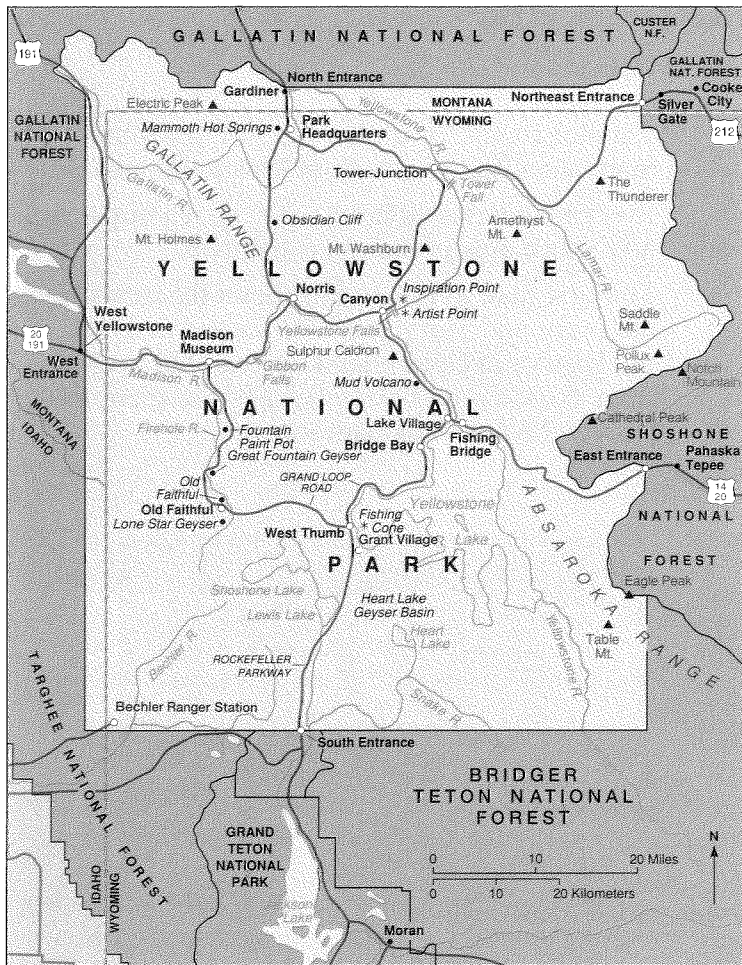 CUSTER
N.F.
GALLATIN NATIONAL FOREST
191
GALLATIN
NAT. FOREST
Cooke
City
North Entrance
Gardiner
Northeast Entrance
Electric Peak
MONTANA
WYOMING
Silver
Gate
212
GALLATIN
NATIONAL
FOREST
Mammoth Hot Springs
Park
Headquarters
Yellowstone R.
GALLATIN RANGE
Tower-Junction
Tower
Fall
The
Thunderer
Gallatin R.
Obsidian Cliff
Amethyst
Mt.
Mt. Holmes
Mt. Washburn
Lamar R.
YELLOWSTONE
Norris
Inspiration Point
Canyon
Artist Point
West
Yellowstone
Yellowstone Falls
Saddle
Mt.
20
191
Madison
Museum
Sulphur Caldron
Pollux
Peak
West
Entrance
Gibbon
Falls
Notch
Mountain
Madison R.
Mud Volcano
MONTANA
IDAHO
NATIONAL
Lake Village
Cathedral Peak
Firehole R.
Fountain
Paint Pot
Fishing
Bridge
SHOSHONE
Great Fountain Geyser
Bridge Bay
East Entrance
Pahaska
Tepee
GRAND LOOP
ROAD
Old
Faithful
14
20
Old Faithful
Yellowstone
Lake
ABSAROKA RANGE
Lone Star Geyser
West Thumb
Fishing
Cone
Grant Village
NATIONAL
PARK
FOREST
Shoshone Lake
Eagle Peak
Lewis Lake
Heart Lake
Geyser Basin
Heart
Lake
Table
Mt.
Bechler R.
ROCKEFELLER
PARKWAY
Yellowstone R.
Snake R.
Bechler Ranger Station
South Entrance
TARGHEE NATIONAL FOREST
BRIDGER
TETON NATIONAL
FOREST
GRAND
TETON
NATIONAL
PARK
N
0 10 20 Miles
0 10 20 Kilometers
IDAHO
WYOMING
Jackson
Lake
Moran